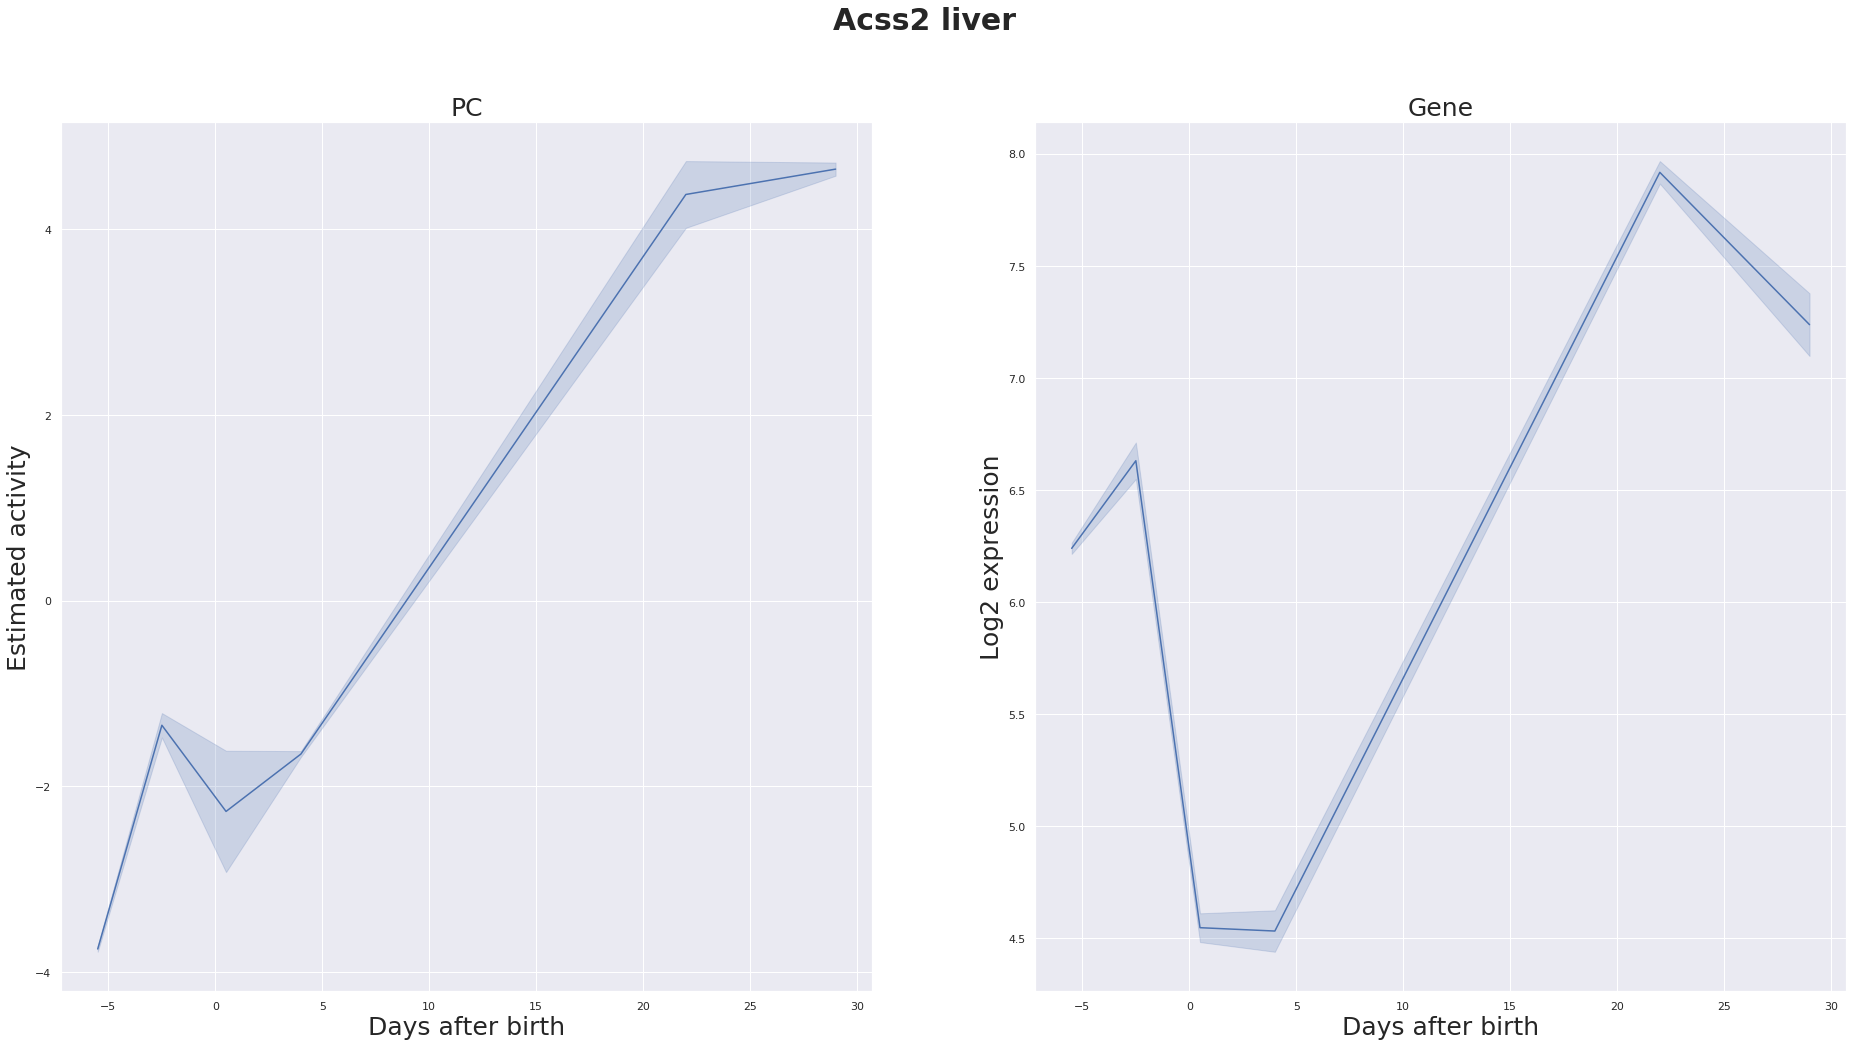 Acss2 liver
PC
Estimated activity
4
2
0
−2
−4
−5 0 5 10 15 20 25 30
Days after birth
Gene
Log2 expression
8.0
7.5
7.0
6.5
6.0
5.5
5.0
4.5
−5 0 5 10 15 20 25 30
Days after birth